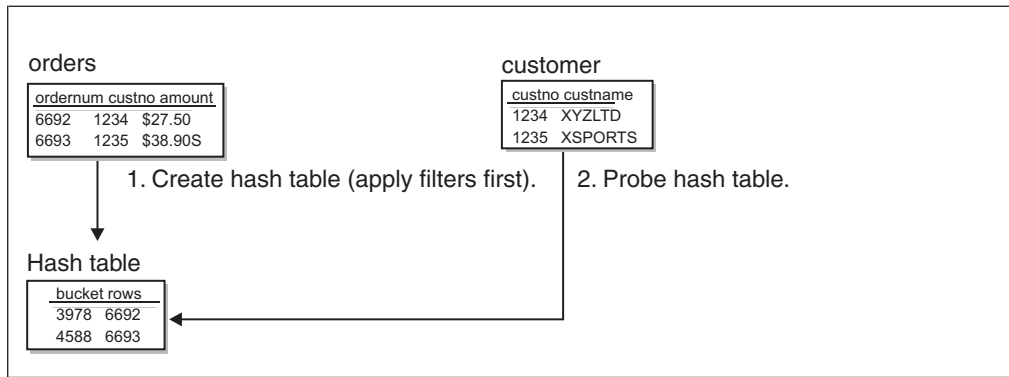 orders
ordernum custno amount
6692 1234 $27.50
6693 1235 $38.90S
customer
custno custname
1234 XYZLTD
1235 XSPORTS
1. Create hash table (apply filters first).
2. Probe hash table.
Hash table
bucket rows
3978 6692
4588 6693